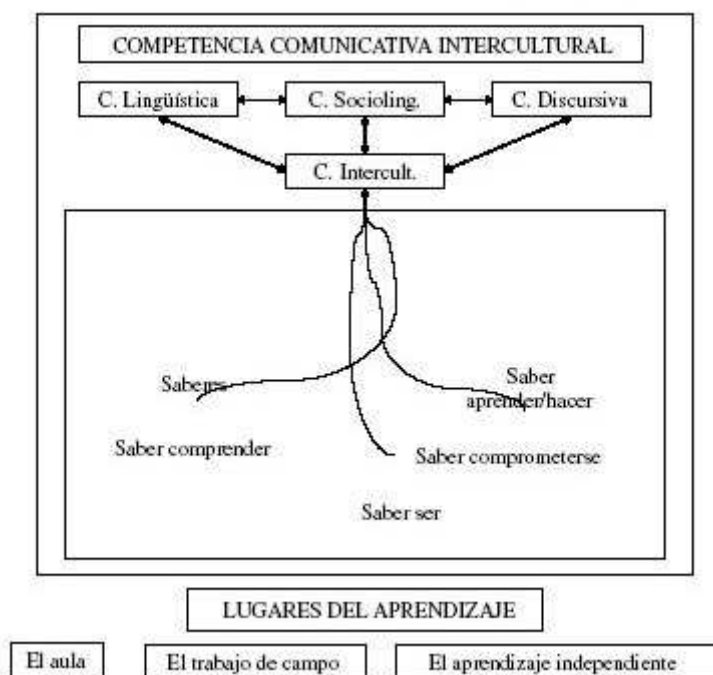 COMPETENCIA COMUNICATIVA INTERCULTURAL
C. Lingüística
C. Socioling.
C. Discursiva
C. Intercult.
Saberes
Saber
aprender/hacer
Saber comprender
Saber comprometerse
Saber ser
LUGARES DEL APRENDIZAJE
El aula
El trabajo de campo
El aprendizaje independiente